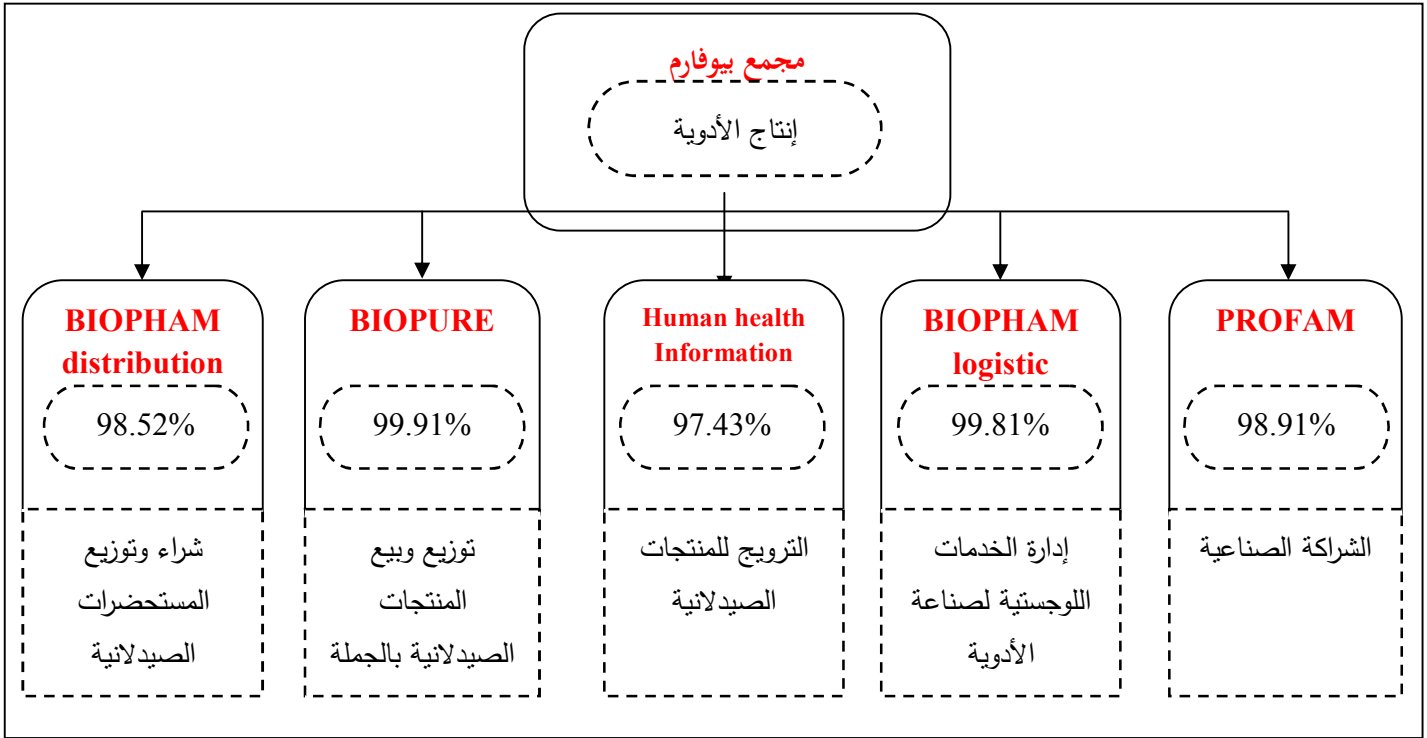 مجمع بيوفارم
إنتاج الأدوية
BIOPHAM
distribution
98.52%
شراء وتوزيع
المستحضرات
الصيدلانية
BIOPURE
99.91%
توزيع وبيع
المنتجات
الصيدلانية بالجملة
Human health
Information
97.43%
الترويج للمنتجات
الصيدلانية
BIOPHAM
logistic
99.81%
إدارة الخدمات
اللوجستية لصناعة
الأدوية
PROFAM
98.91%
الشراكة الصناعية